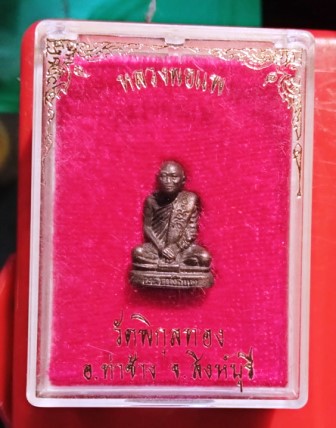 หลวงพ่อแพ
วัดพิกุลทอง
อ.ท่าช้าง จ.สิงห์บุรี